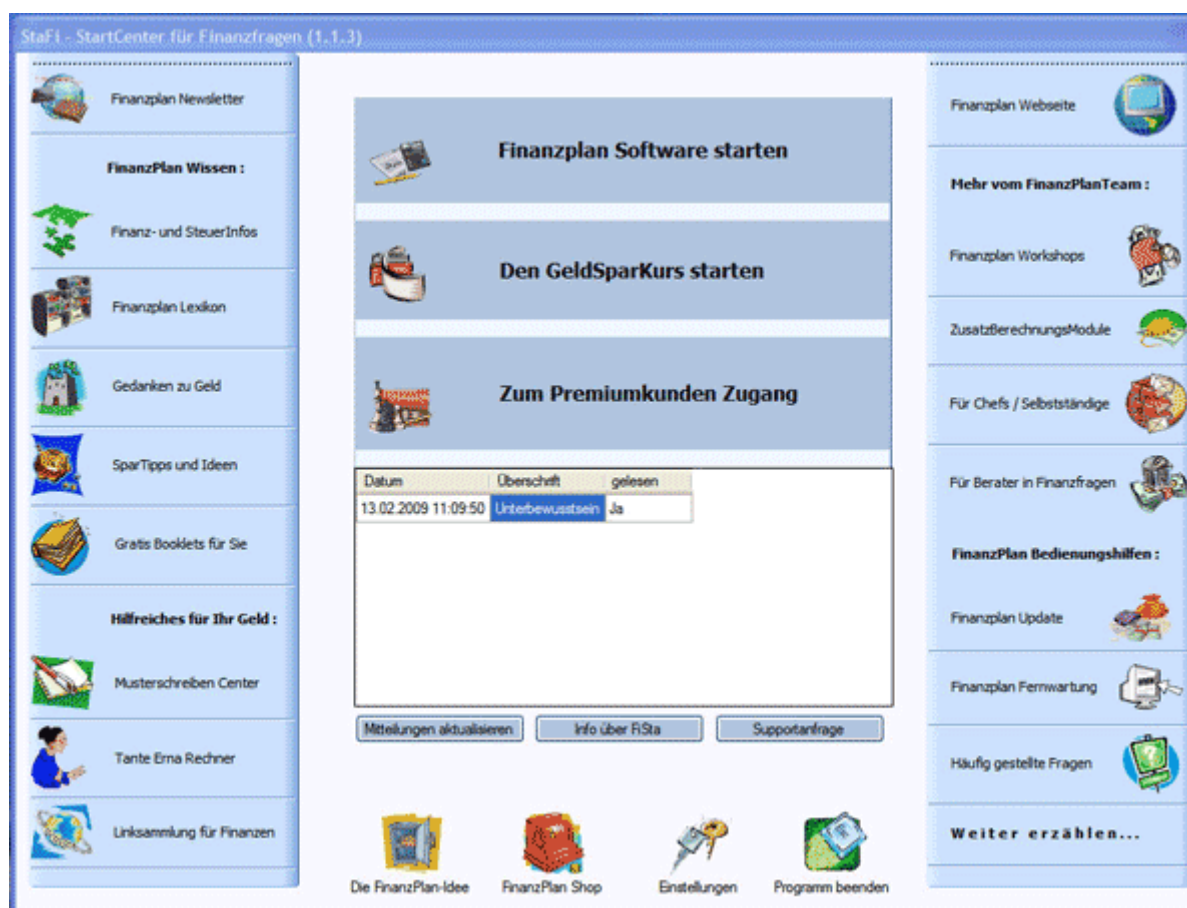 StaFi - StartCenter für Finanzfragen (1.1.3)
Finanzplan Newsletter
FinanzPlan Wissen :
Finanz- und SteuerInfos
Finanzplan Lexikon
Gedanken zu Geld
SparTipps und Ideen
Gratis Booklets für Sie
Hilfreiches für Ihr Geld :
Musterschreiben Center
Tante Erna Rechner
Linksammlung für Finanzen
Finanzplan Software starten
Den GeldSparKurs starten
Zum Premiumkunden Zugang
Datum Überschrift gelesen
13.02.2009 11:09:50 Unterbewusstsein Ja
Mitteilungen aktualisieren Info über FiSta Supportanfrage
Die FinanzPlan-Idee FinanzPlan Shop Einstellungen Programm beenden
Finanzplan Webseite
Mehr vom FinanzPlanTeam :
Finanzplan Workshops
ZusatzBerechnungsModule
Für Chefs / Selbstständige
Für Berater in Finanzfragen
FinanzPlan Bedienungshilfen :
Finanzplan Update
Finanzplan Fernwartung
Häufig gestellte Fragen
Weiter erzählen...